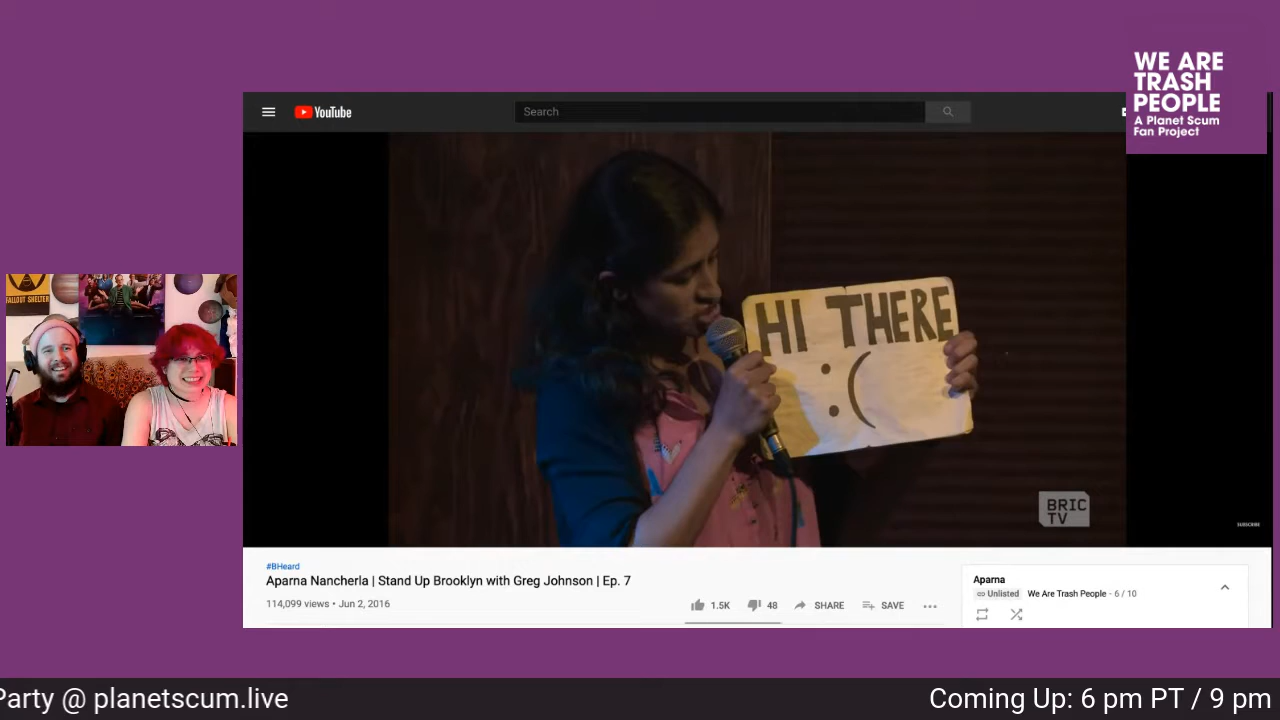 WE ARE
TRASH
PEOPLE
A Planet Scum
Fan Project
YouTube
Search
FALLOUT SHELTER
HI THERE
:(
BRIC
TV
SUBSCRIBE
#BHeard
Aparna Nancherla | Stand Up Brooklyn with Greg Johnson | Ep. 7
114,099 views • Jun 2, 2016
1.5K
48
SHARE
SAVE
Aparna
Unlisted We Are Trash People - 6 / 10
Party @ planetscum.live
Coming Up: 6 pm PT / 9 pm